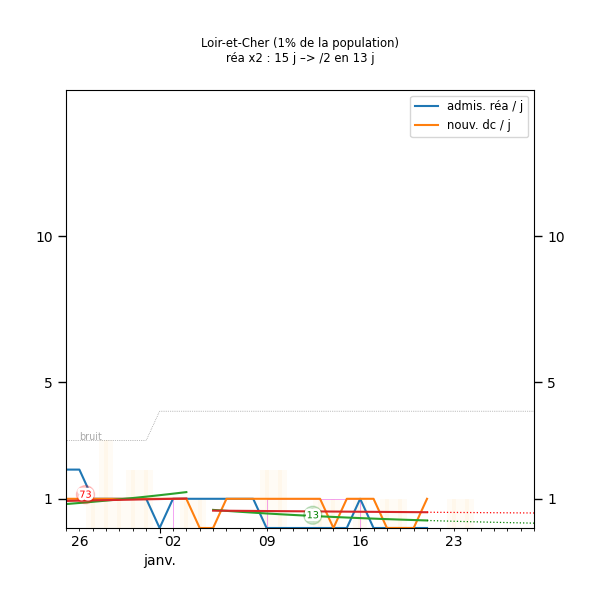 Loir-et-Cher (1% de la population)
réa x2 : 15 j –> /2 en 13 j
admis. réa / j
nouv. dc / j
10
10
5
5
bruit
73
13
1
1
26
02
09
16
23
janv.